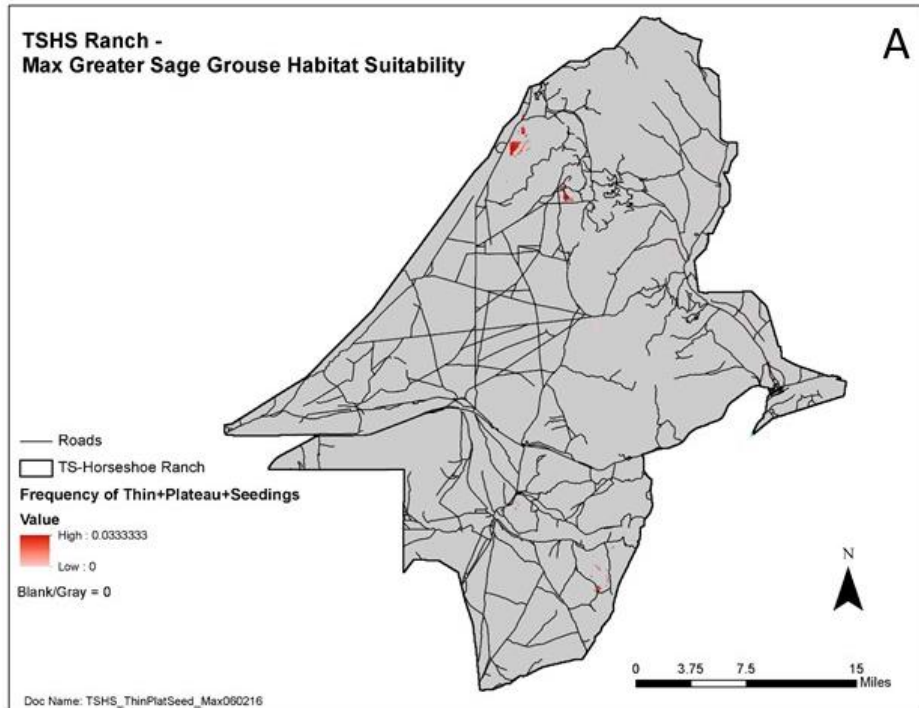 TSHS Ranch -
Max Greater Sage Grouse Habitat Suitability
A
Roads
TS-Horseshoe Ranch
Frequency of Thin+Plateau+Seedings
Value
High : 0.0333333
Low : 0
Blank/Gray = 0
N
0 3.75 7.5 15
Miles
Doc Name: TSHS_ThinPlatSeed_Max060216